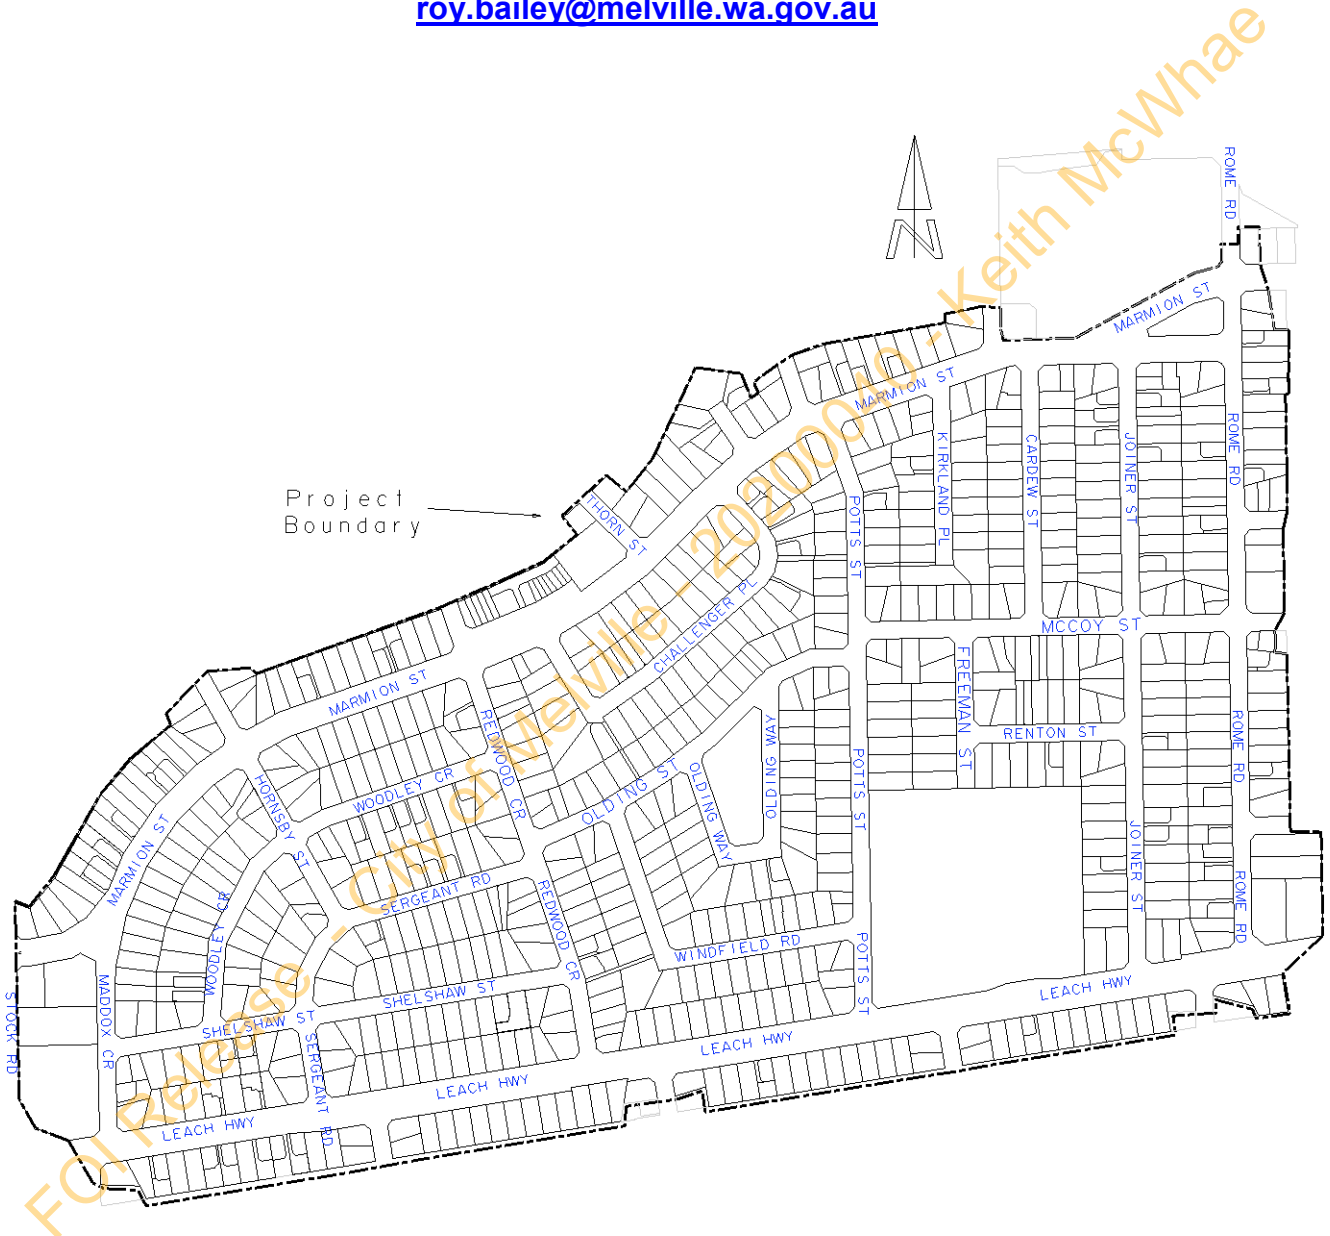 roy.bailey@melville.wa.gov.au
FOI Release - City of Melville - 20200040 - Keith McWhae
ROME RD
MARMION ST
MARMION ST
KIRKLAND PL
CARDEW ST
JOINER ST
ROME RD
Project
Boundary
THORN ST
POTTS ST
CHALLENGER PL
MCCOY ST
FREEMAN ST
RENTON ST
MARMION ST
REDWOOD CR
OLDING WAY
POTTS ST
ROME RD
WOODLEY CR
OLDING ST
OLDING WAY
HORNSBY ST
MARMION ST
JOINER ST
SERGEANT RD
REDWOOD CR
ROME RD
WOODLEY CR
WINDFIELD RD
POTTS ST
STOCK RD
MADDOX CR
SHELSHAW ST
SHELSHAW ST
LEACH HWY
SERGEANT RD
LEACH HWY
LEACH HWY
LEACH HWY